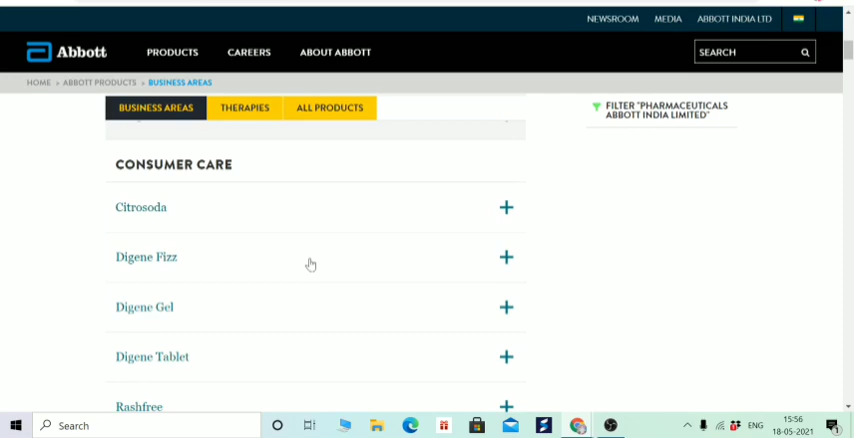 NEWSROOM MEDIA ABBOTT INDIA LTD
Abbott PRODUCTS CAREERS ABOUT ABBOTT SEARCH
HOME > ABBOTT PRODUCTS > BUSINESS AREAS
BUSINESS AREAS THERAPIES ALL PRODUCTS
FILTER "PHARMACEUTICALS
ABBOTT INDIA LIMITED"
CONSUMER CARE
Citrosoda
Digene Fizz
Digene Gel
Digene Tablet
Rashfree
Search
ENG
15:56
18-05-2021
1